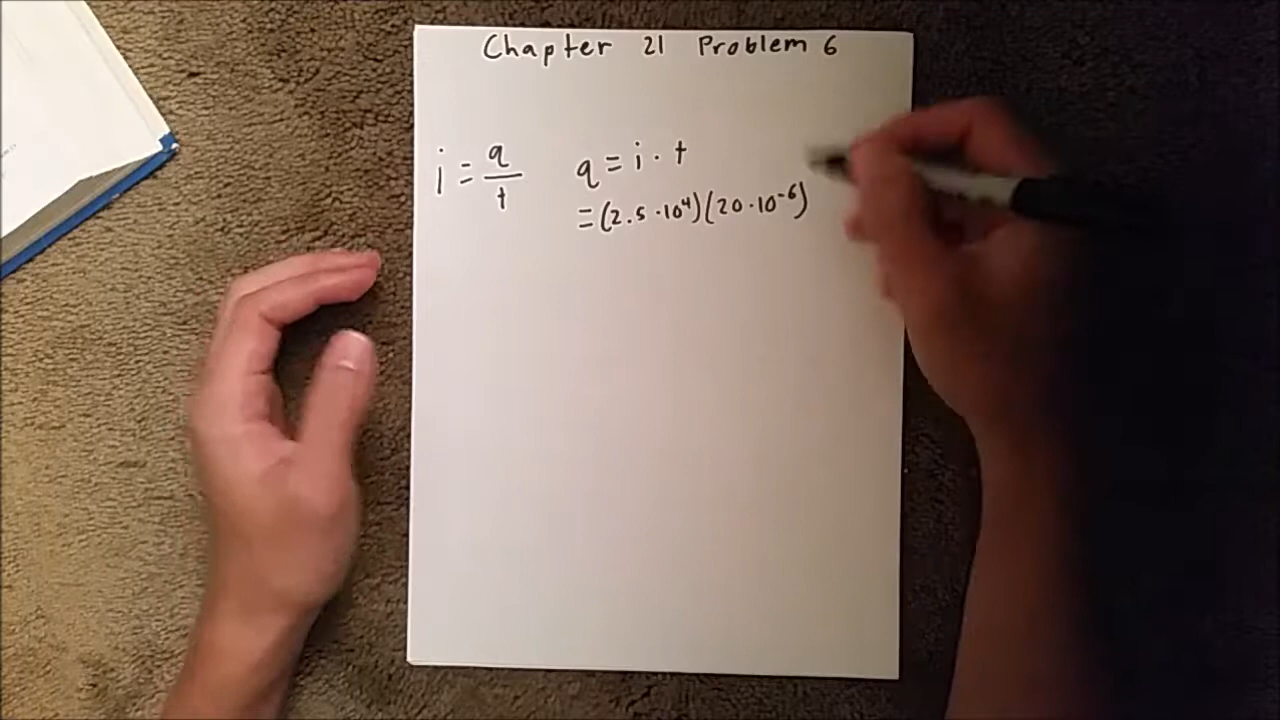 Chapter 21 Problem 6
i = q/t
q = i · t
= (2.5 · 10⁴)(20 · 10⁻⁶)